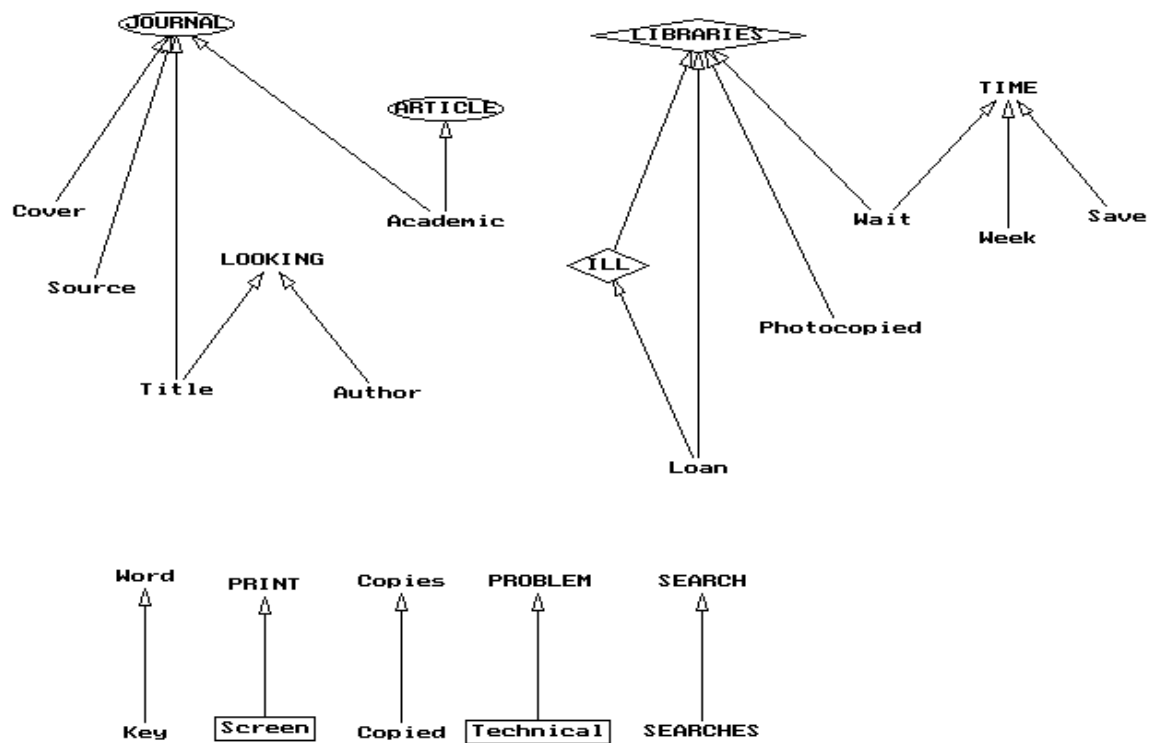 JOURNAL
LIBRARIES
TIME
ARTICLE
Cover
Academic
Wait
Save
Week
LOOKING
ILL
Source
Photocopied
Title
Author
Loan
Word
PRINT
Copies
PROBLEM
SEARCH
Key
Screen
Copied
Technical
SEARCHES